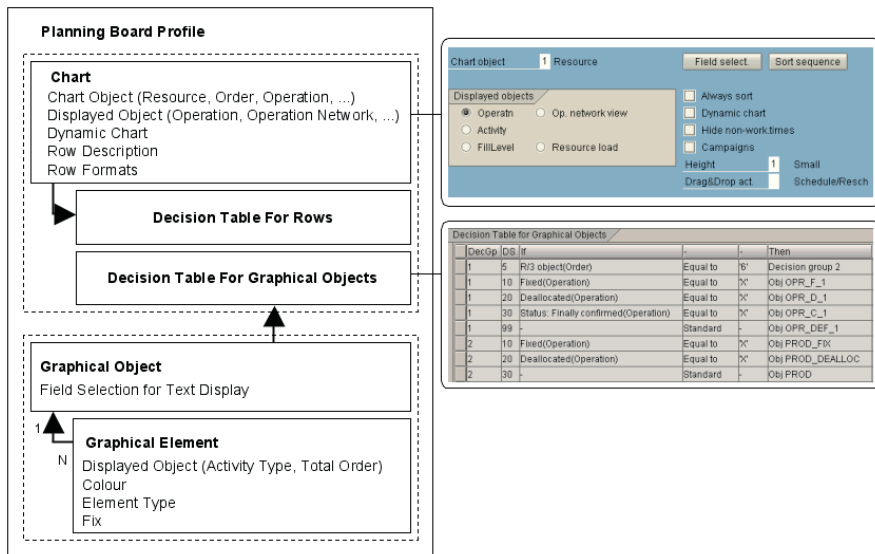 Planning Board Profile
Chart
Chart Object (Resource, Order, Operation, ...)
Displayed Object (Operation, Operation Network, ...)
Dynamic Chart
Row Description
Row Formats
Decision Table For Rows
Decision Table For Graphical Objects
Graphical Object
Field Selection for Text Display
1
N
Graphical Element
Displayed Object (Activity Type, Total Order)
Colour
Element Type
Fix
Chart object 1 Resource Field select. Sort sequence
Displayed objects
Operatn Op. network view
Activity
FillLevel Resource load
Always sort
Dynamic chart
Hide non-work.times
Campaigns
Height 1 Small
Drag&Drop act. Schedule/Resch
Decision Table for Graphical Objects
DecGp DS If - - Then
1 5 R/3 object(Order) Equal to '6' Decision group 2
1 10 Fixed(Operation) Equal to 'X' Obj OPR_F_1
1 20 Deallocated(Operation) Equal to 'X' Obj OPR_D_1
1 30 Status: Finally confirmed(Operation) Equal to 'X' Obj OPR_C_1
1 99 - Standard - Obj OPR_DEF_1
2 10 Fixed(Operation) Equal to 'X' Obj PROD_FIX
2 20 Deallocated(Operation) Equal to 'X' Obj PROD_DEALLOC
2 30 - Standard - Obj PROD